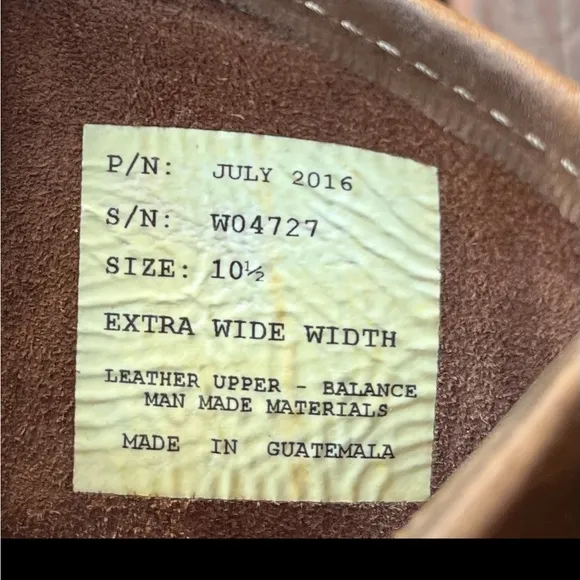 P/N: JULY 2016
S/N: W04727
SIZE: 10½
EXTRA WIDE WIDTH
LEATHER UPPER - BALANCE
MAN MADE MATERIALS
MADE IN GUATEMALA